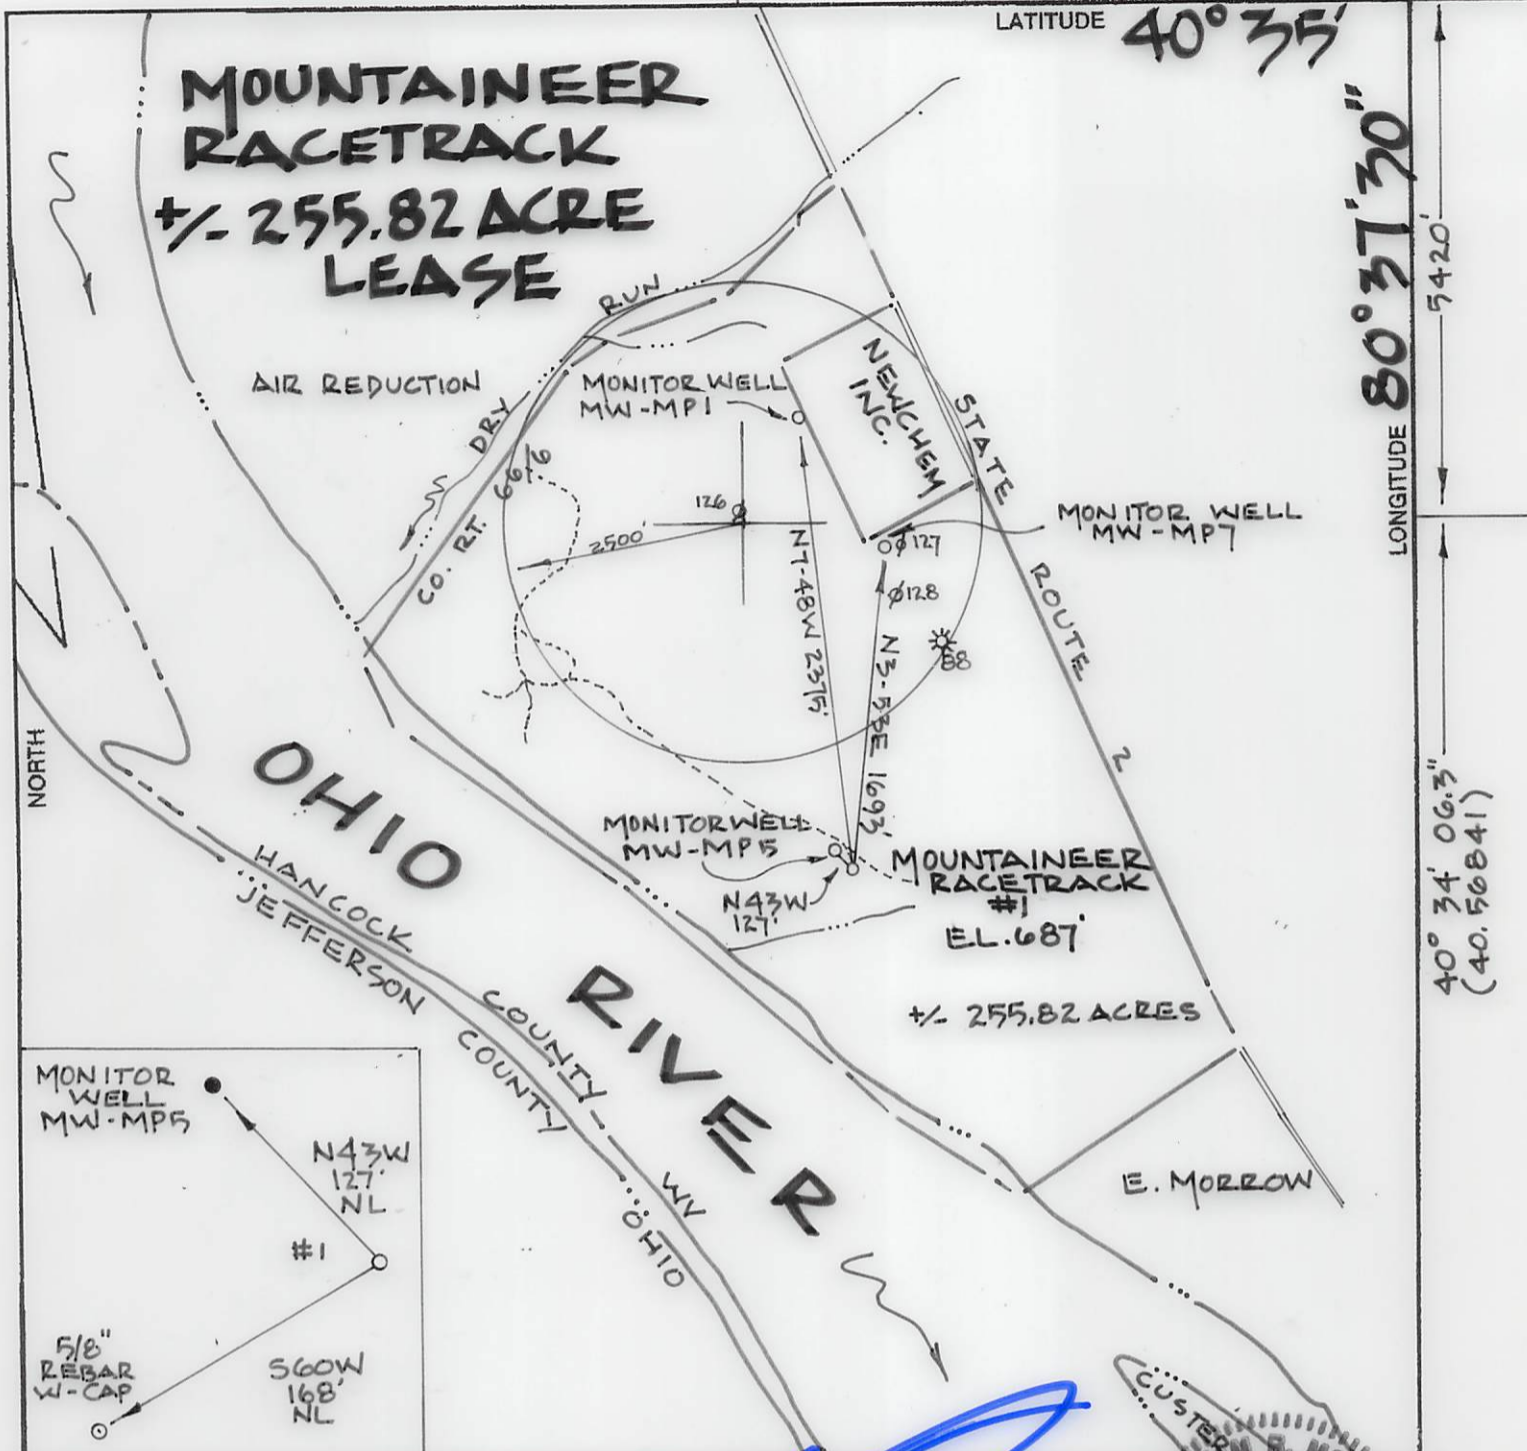 LATITUDE 40° 35'
MOUNTAINEER
RACETRACK
+/- 255.82 ACRE
LEASE
LONGITUDE 80° 37' 30"
5420'
RUN
DRY
AIR REDUCTION
MONITOR WELL
MW-MP1
NEWCHEM
INC.
STATE
ROUTE
2
CO. RT. 66/6
126
2500'
MONITOR WELL
MW-MP7
127
128
88
N7-48W 2375'
N3-53E 1693'
NORTH
OHIO
RIVER
MONITOR WELL
MW-MP5
N43W
127'
MOUNTAINEER
RACETRACK
#1
EL. 687'
+/- 255.82 ACRES
40° 34' 06.3"
(40.56841)
HANCOCK
COUNTY
WV
JEFFERSON
COUNTY
OHIO
E. MORROW
MONITOR
WELL
MW-MP5
N43W
127'
NL
#1
5/8"
REBAR
W-CAP
S60W
168'
NL
CUSTER